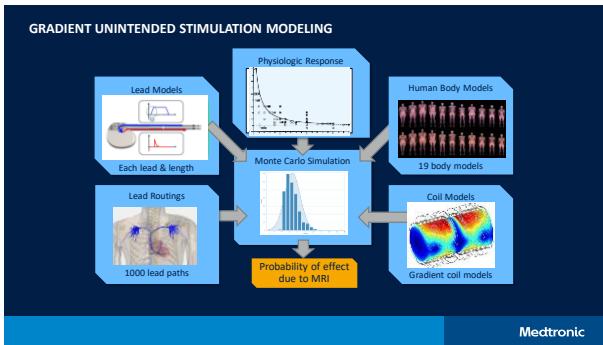 GRADIENT UNINTENDED STIMULATION MODELING
Physiologic Response
Lead Models
Each lead & length
Human Body Models
19 body models
Monte Carlo Simulation
Lead Routings
1000 lead paths
Coil Models
Gradient coil models
Probability of effect
due to MRI
Medtronic